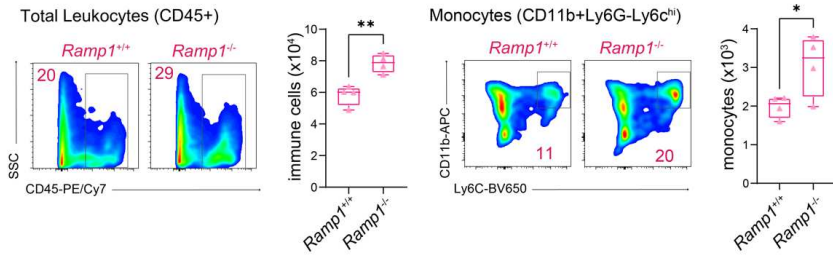 Total Leukocytes (CD45+)
Ramp1+/+
Ramp1-/-
20
29
SSC
CD45-PE/Cy7
immune cells (x10⁴)
10
8
6
4
2
0
**
Ramp1+/+
Ramp1-/-
Monocytes (CD11b+Ly6G-Ly6cʰⁱ)
Ramp1+/+
Ramp1-/-
11
20
CD11b-APC
Ly6C-BV650
monocytes (x10³)
4
3
2
1
0
*
Ramp1+/+
Ramp1-/-